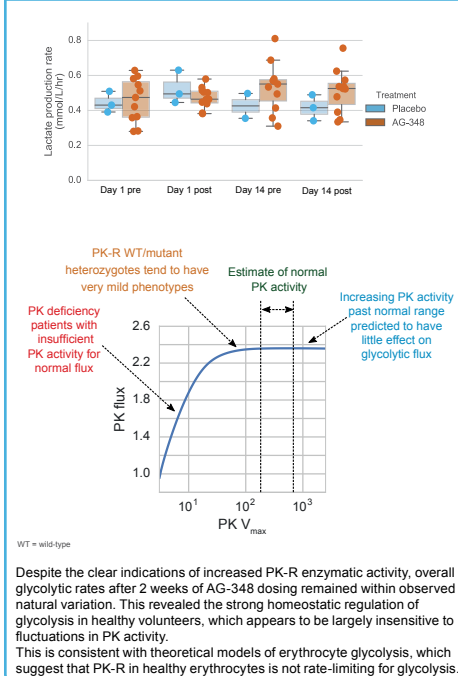 Lactate production rate
(mmol/L/hr)
0.8
0.6
0.4
0.2
0.0
Day 1 pre
Day 1 post
Day 14 pre
Day 14 post
Treatment
Placebo
AG-348
PK-R WT/mutant
heterozygotes tend to have
very mild phenotypes
Estimate of normal
PK activity
PK deficiency
patients with
insufficient
PK activity for
normal flux
Increasing PK activity
past normal range
predicted to have
little effect on
glycolytic flux
PK flux
2.6
2.2
1.8
1.4
1.0
10¹
10²
10³
PK Vmax
WT = wild-type
Despite the clear indications of increased PK-R enzymatic activity, overall
glycolytic rates after 2 weeks of AG-348 dosing remained within observed
natural variation. This revealed the strong homeostatic regulation of
glycolysis in healthy volunteers, which appears to be largely insensitive to
fluctuations in PK activity.
This is consistent with theoretical models of erythrocyte glycolysis, which
suggest that PK-R in healthy erythrocytes is not rate-limiting for glycolysis.